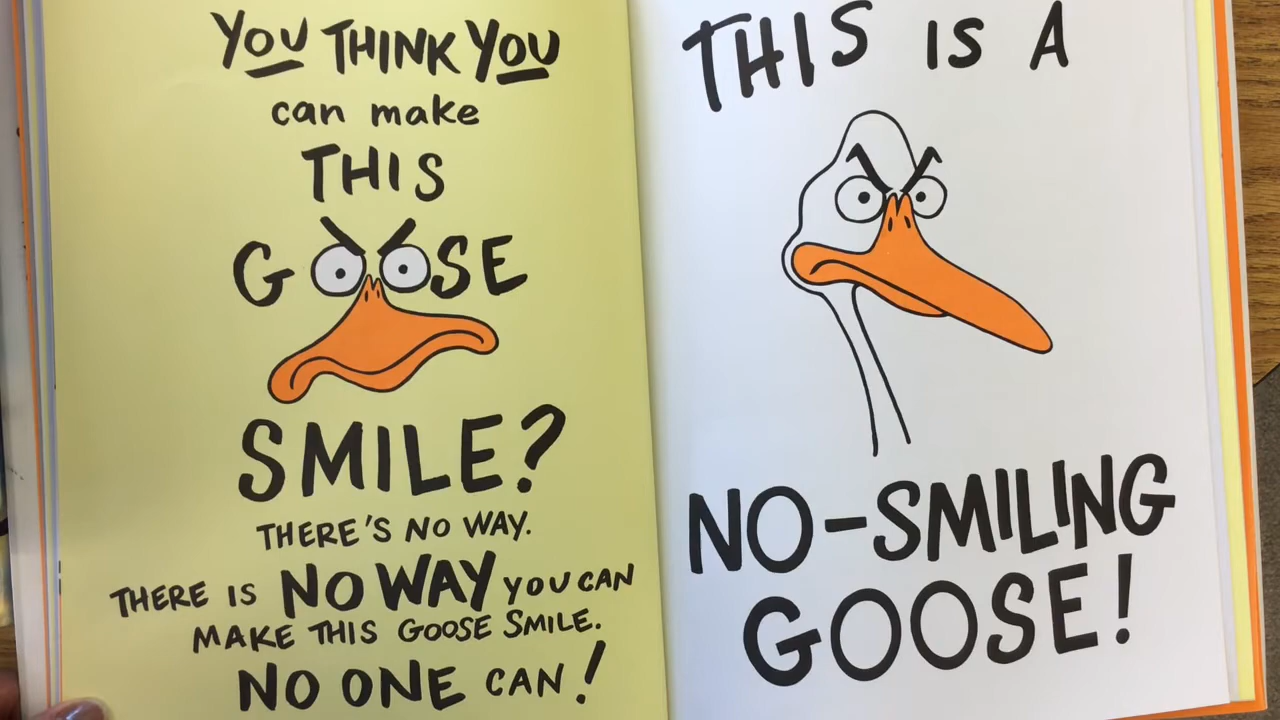 YOU THINK YOU
can make
THIS
GOOSE
SMILE?
THERE'S NO WAY.
THERE IS NO WAY YOU CAN
MAKE THIS GOOSE SMILE.
NO ONE CAN!
THIS IS A
NO-SMILING
GOOSE!